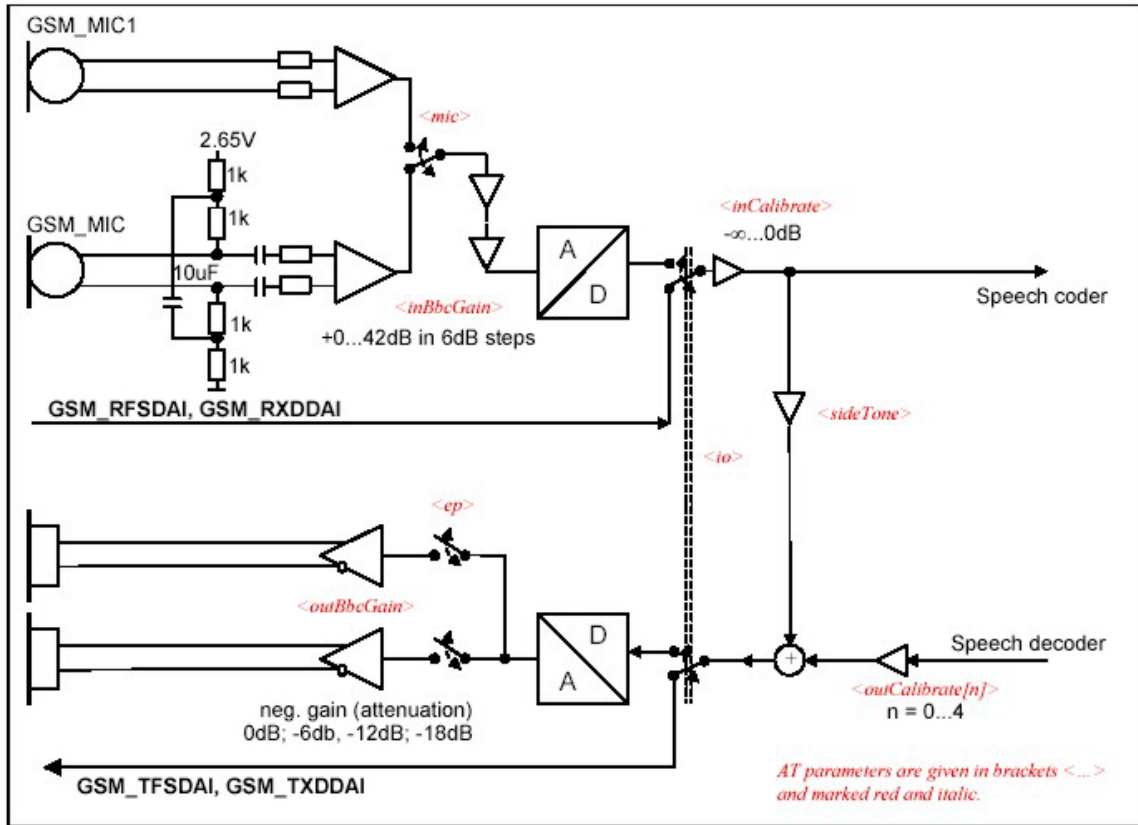 GSM_MIC1
<mic>
2.65V
1k
1k
GSM_MIC
10uF
1k
1k
<inBbcGain>
+0...42dB in 6dB steps
A
D
<inCalibrate>
-∞...0dB
Speech coder
GSM_RFSDAI, GSM_RXDDAI
<sideTone>
<io>
<ep>
<outBbcGain>
D
A
neg. gain (attenuation)
0dB; -6db, -12dB; -18dB
+
Speech decoder
<outCalibrate[n]>
n = 0...4
GSM_TFSDAI, GSM_TXDDAI
AT parameters are given in brackets <...>
and marked red and italic.